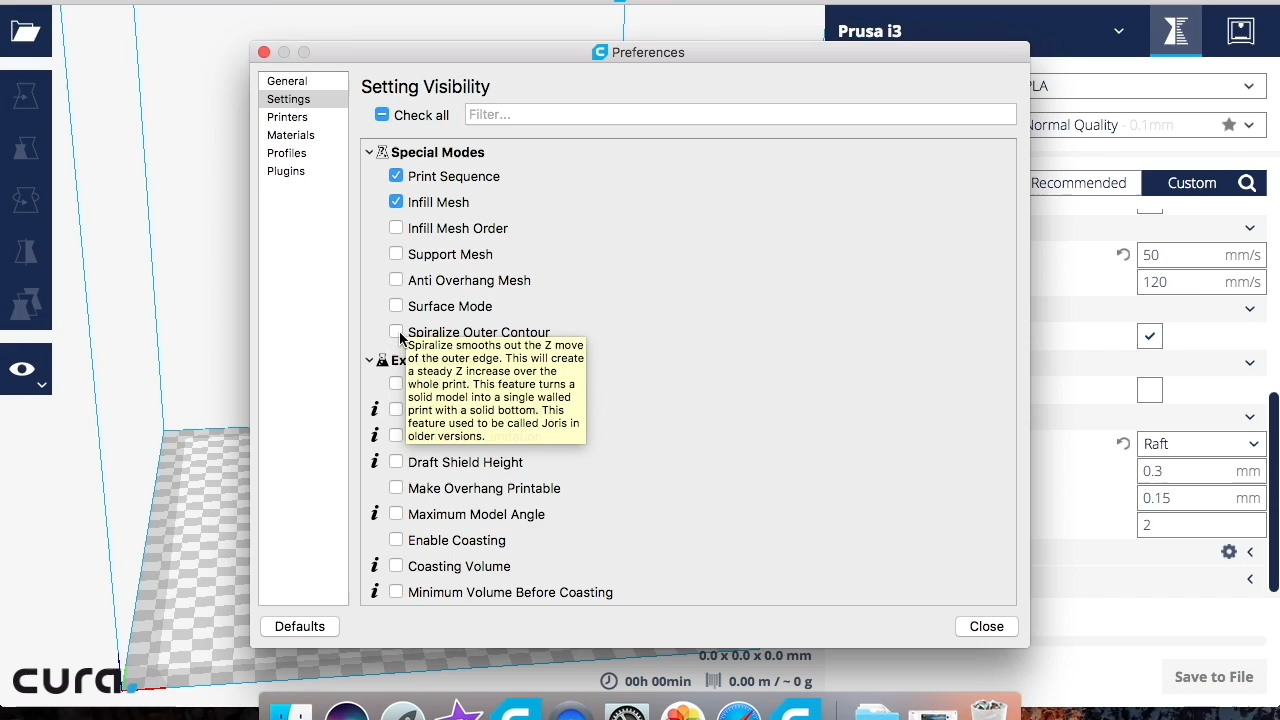 Prusa i3
Preferences
General
Settings
Printers
Materials
Profiles
Plugins
Setting Visibility
Check all
Filter...
Special Modes
Print Sequence
Infill Mesh
Infill Mesh Order
Support Mesh
Anti Overhang Mesh
Surface Mode
Spiralize Outer Contour
Spiralize smooths out the Z move
of the outer edge. This will create
a steady Z increase over the
whole print. This feature turns a
solid model into a single walled
print with a solid bottom. This
feature used to be called Joris in
older versions.
Ex
i
i
i Draft Shield Height
Make Overhang Printable
i Maximum Model Angle
Enable Coasting
i Coasting Volume
i Minimum Volume Before Coasting
Defaults
Close
PLA
Normal Quality - 0.1mm
Recommended
Custom
50 mm/s
120 mm/s
Raft
0.3 mm
0.15 mm
2
0.0 x 0.0 x 0.0 mm
00h 00min
0.00 m / ~ 0 g
Save to File
cura